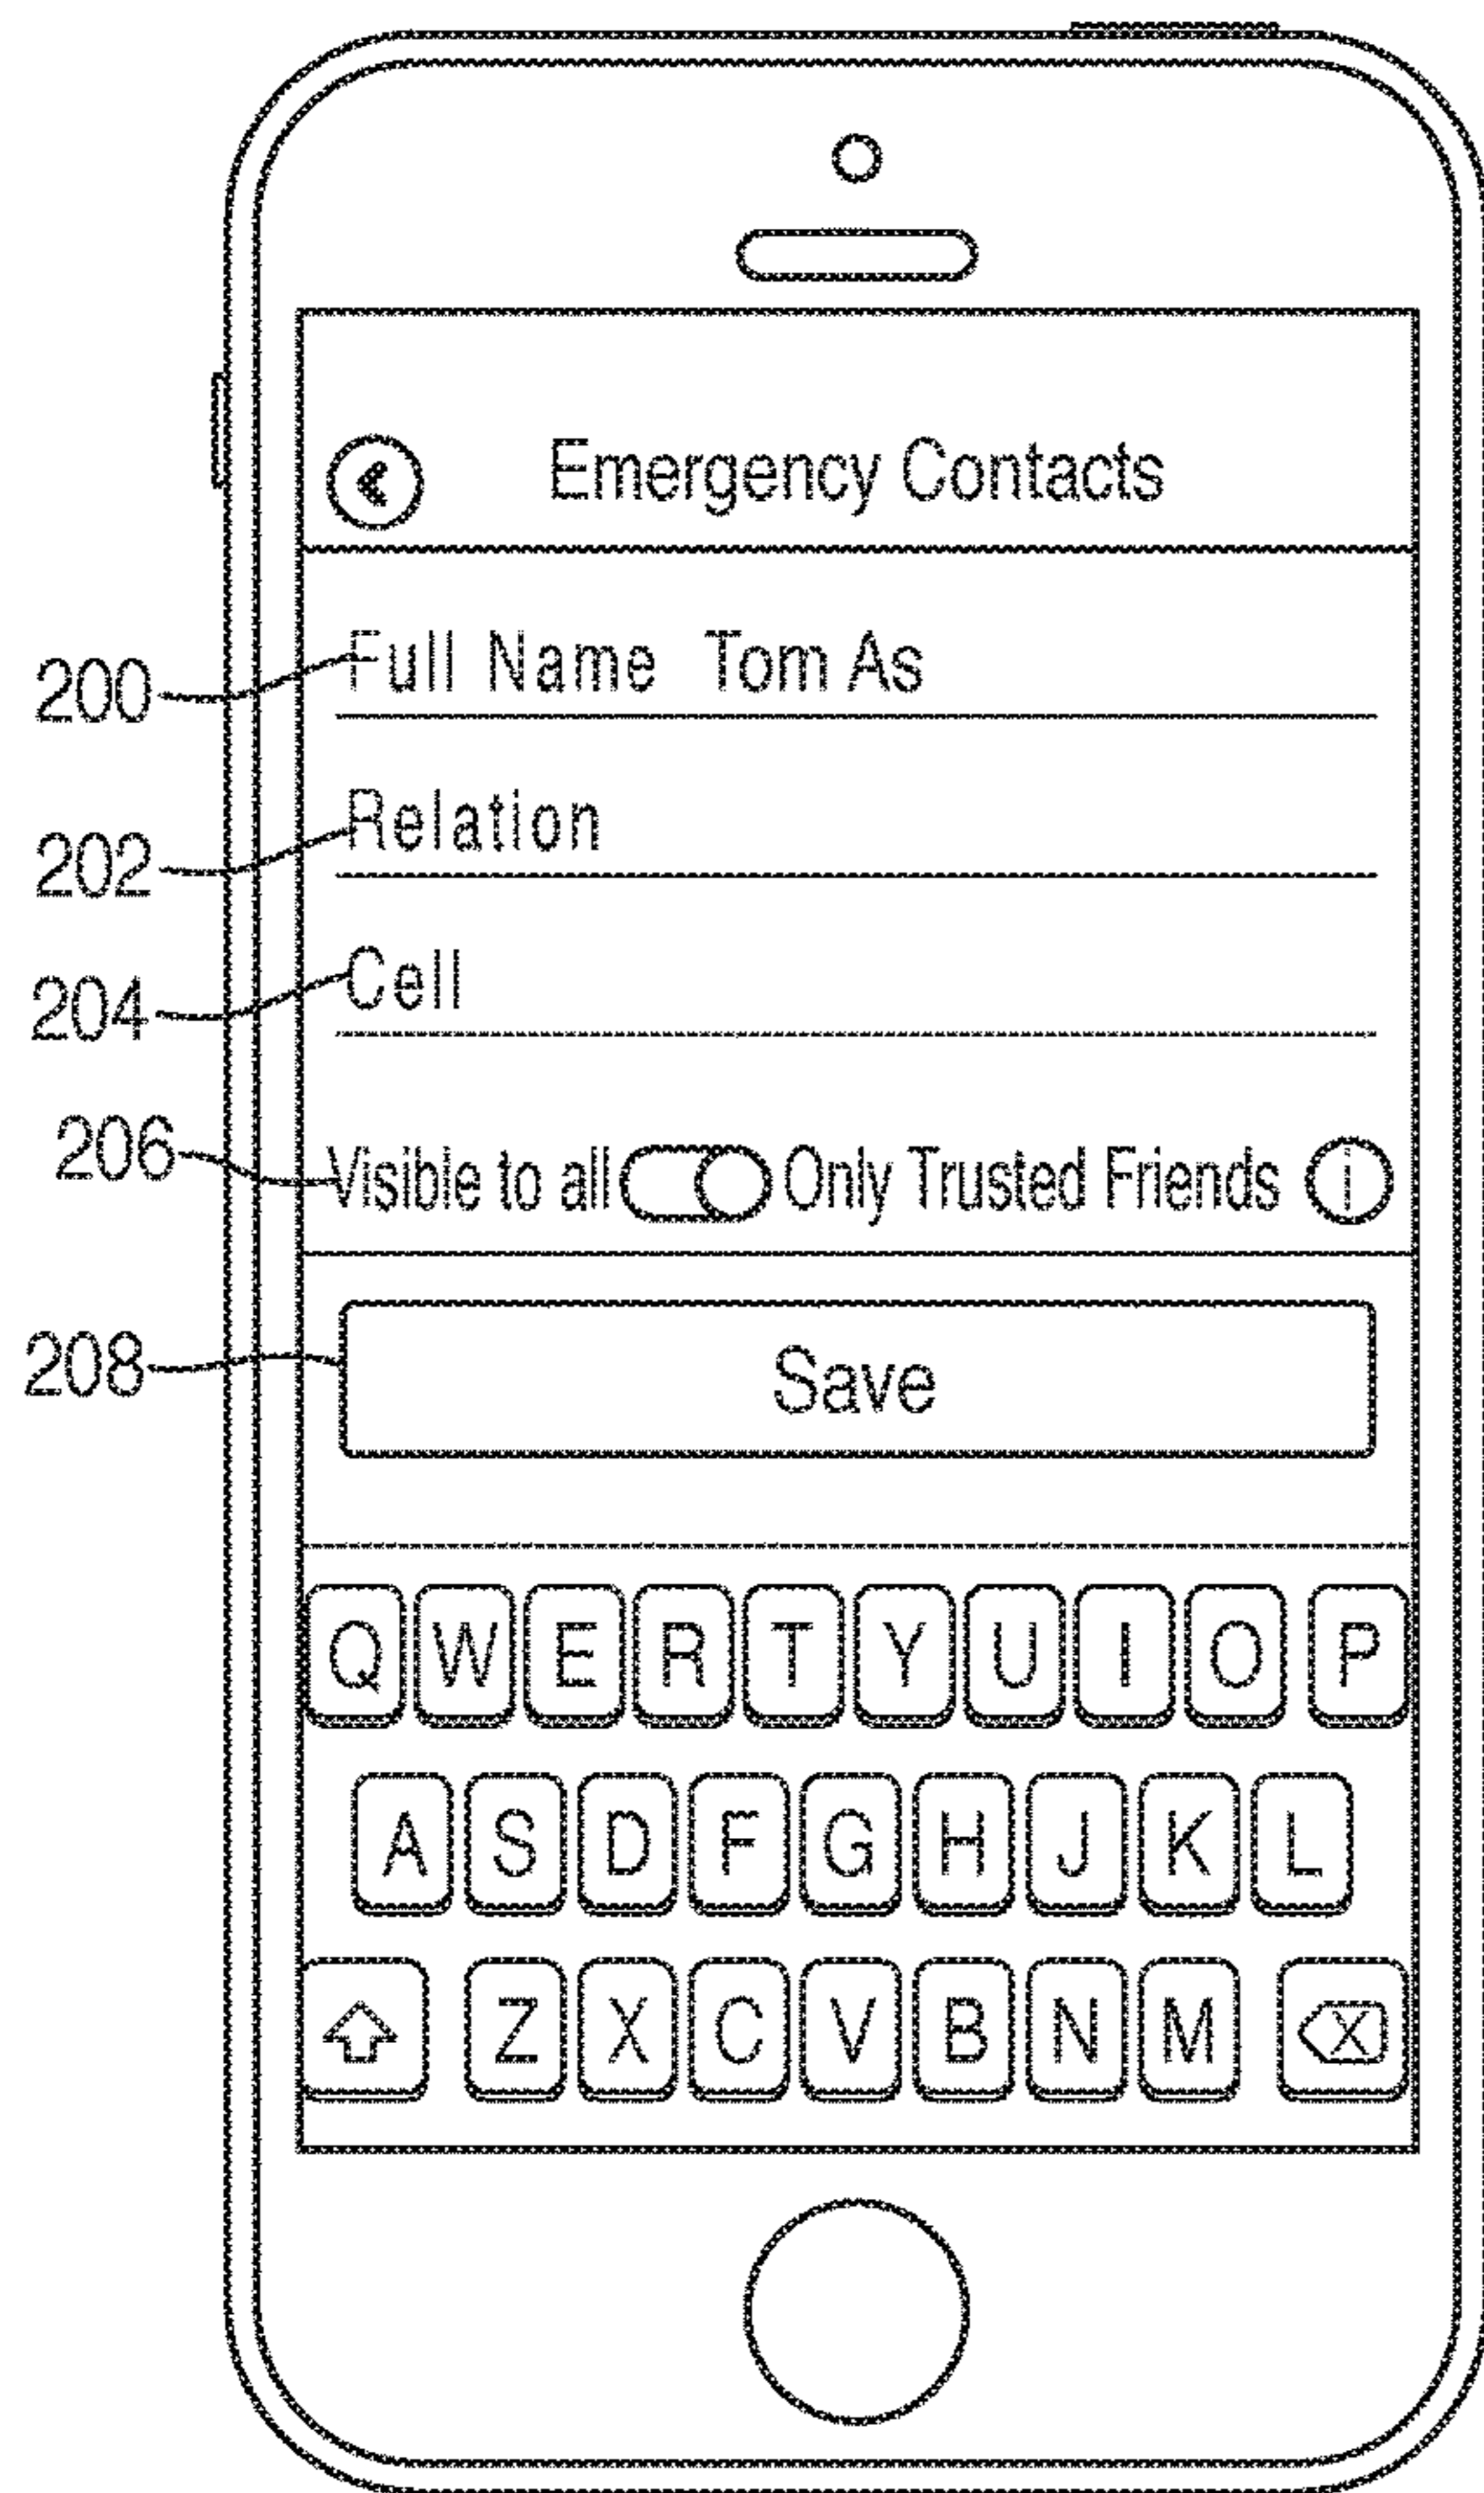 Emergency Contacts
200 Full Name Tom As
202 Relation
204 Cell
206 Visible to all Only Trusted Friends i
208 Save
Q W E R T Y U I O P
A S D F G H J K L
Z X C V B N M X